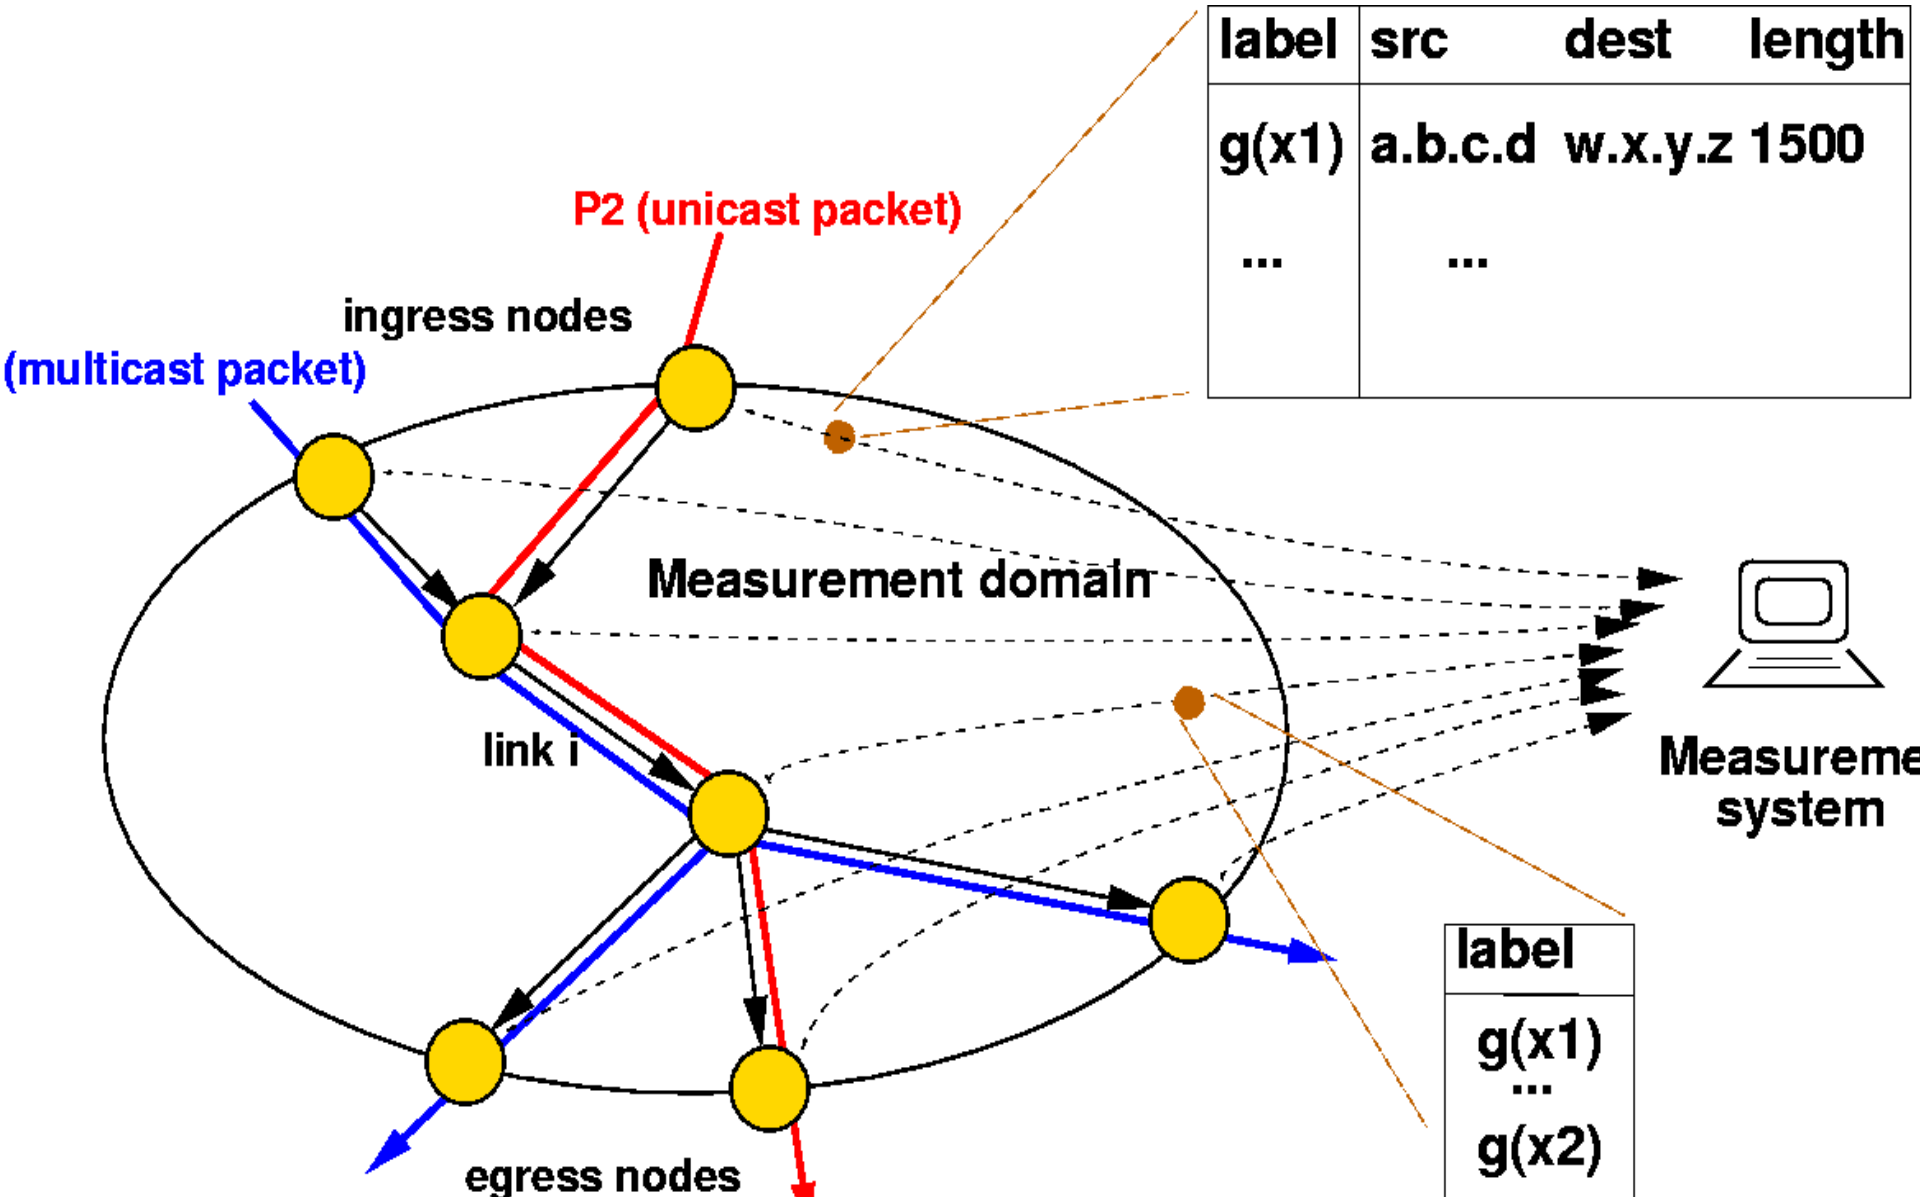 label src dest length
g(x1) a.b.c.d w.x.y.z 1500
... ...
P2 (unicast packet)
ingress nodes
(multicast packet)
Measurement domain
link i
Measureme
system
label
g(x1)
...
g(x2)
egress nodes